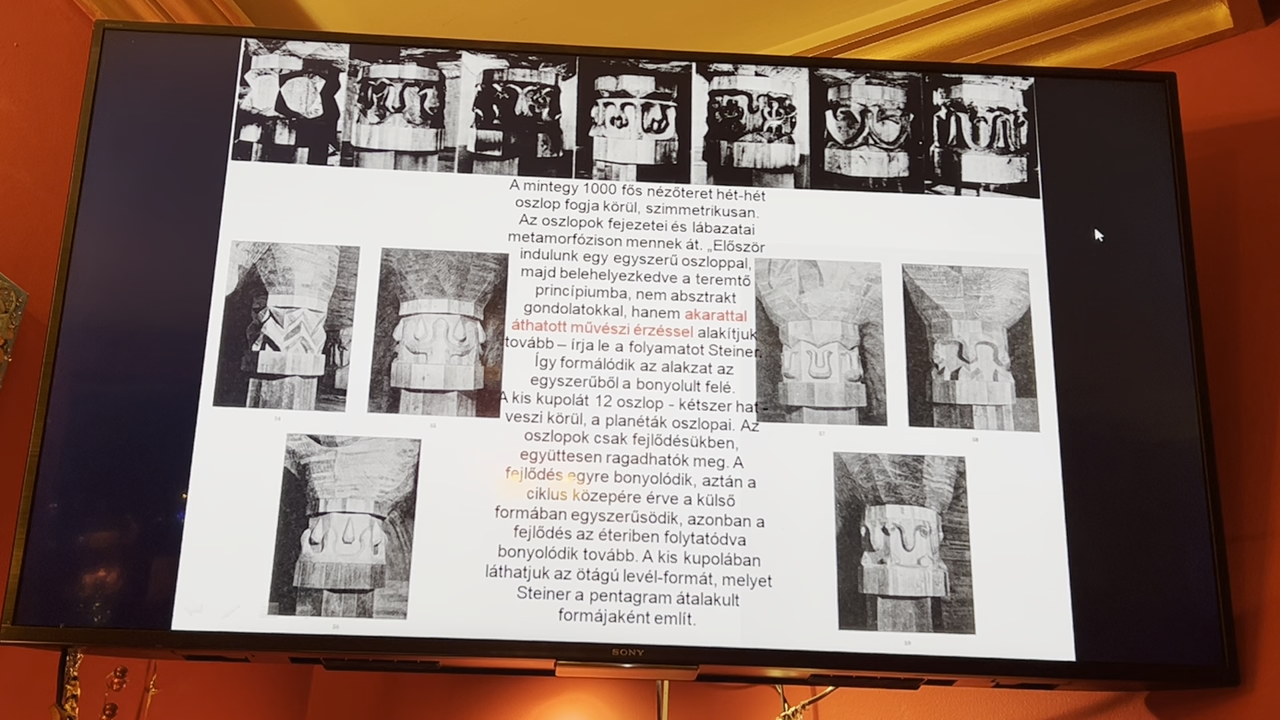 A mintegy 1000 fős nézőteret hét-hét
oszlop fogja körül, szimmetrikusan.
Az oszlopok fejezetei és lábazatai
metamorfózison mennek át. „Először
indulunk egy egyszerű oszloppal,
majd belehelyezkedve a teremtő
princípiumba, nem absztrakt
gondolatokkal, hanem akarattal
áthatott művészi érzéssel alakítjuk
tovább – írja le a folyamatot Steiner.
Így formálódik az alakzat az
egyszerűből a bonyolult felé.
A kis kupolát 12 oszlop - kétszer hat -
veszi körül, a planéták oszlopai. Az
oszlopok csak fejlődésükben,
együttesen ragadhatók meg. A
fejlődés egyre bonyolódik, aztán a
ciklus közepére érve a külső
formában egyszerűsödik, azonban a
fejlődés az éteriben folytatódva
bonyolódik tovább. A kis kupolában
láthatjuk az ötágú levél-formát, melyet
Steiner a pentagram átalakult
formájaként említ.
SONY